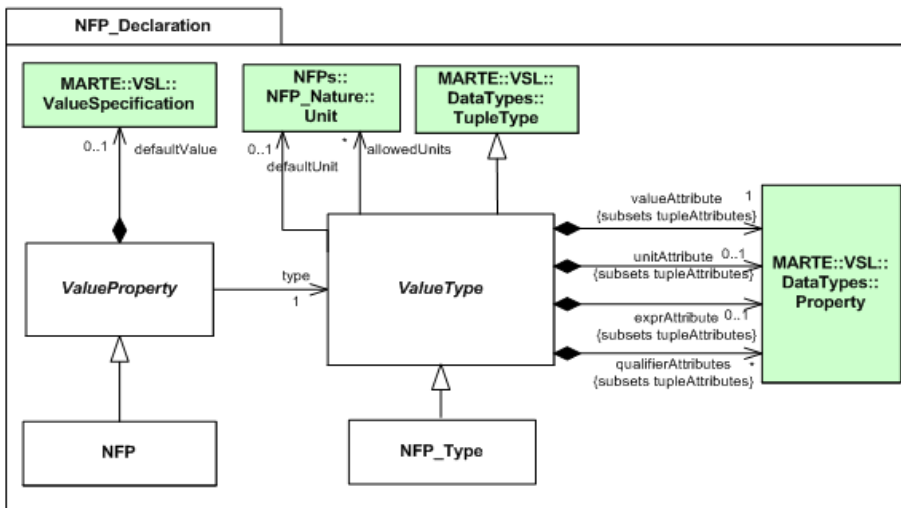 NFP_Declaration
MARTE::VSL::
ValueSpecification
NFPs::
NFP_Nature::
Unit
MARTE::VSL::
DataTypes::
TupleType
0..1
defaultValue
0..1
defaultUnit
*
allowedUnits
valueAttribute
1
{subsets tupleAttributes}
unitAttribute
0..1
{subsets tupleAttributes}
exprAttribute
0..1
{subsets tupleAttributes}
qualifierAttributes
*
{subsets tupleAttributes}
MARTE::VSL::
DataTypes::
Property
ValueProperty
type
1
ValueType
NFP
NFP_Type